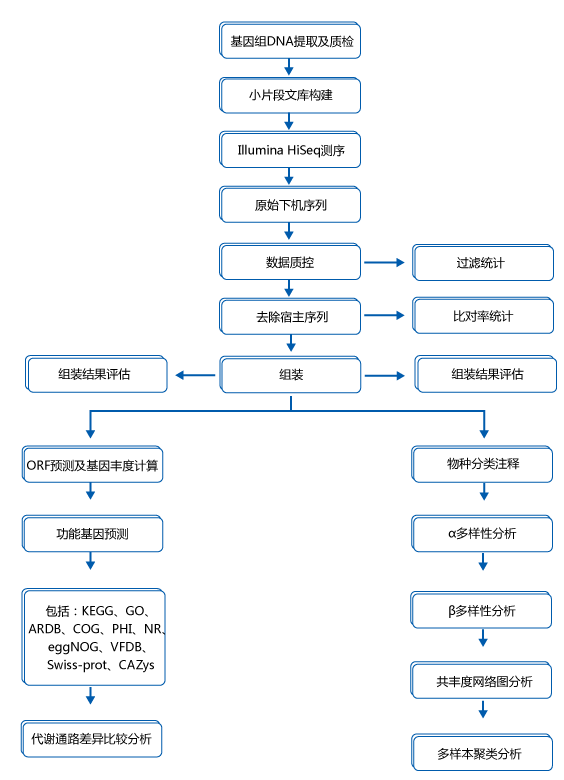 基因组DNA提取及质检
小片段文库构建
Illumina HiSeq测序
原始下机序列
数据质控
过滤统计
去除宿主序列
比对率统计
组装结果评估
组装
组装结果评估
ORF预测及基因丰度计算
功能基因预测
包括：KEGG、GO、
ARDB、COG、PHI、NR、
eggNOG、VFDB、
Swiss-prot、CAZys
代谢通路差异比较分析
物种分类注释
α多样性分析
β多样性分析
共丰度网络图分析
多样本聚类分析